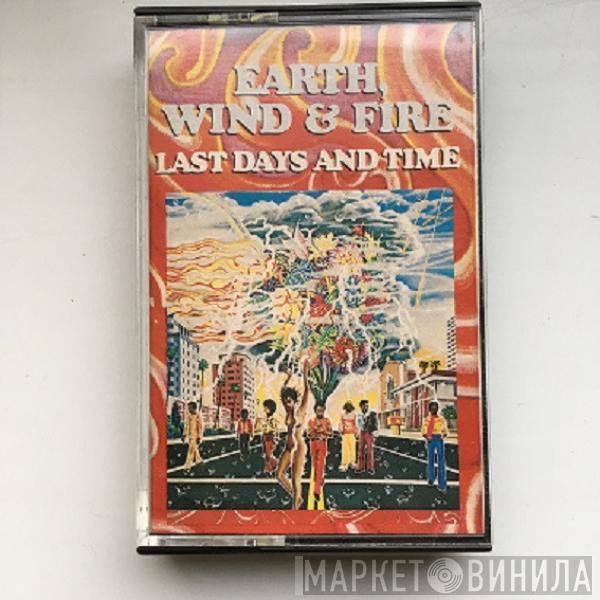 EARTH,
WIND & FIRE
LAST DAYS AND TIME
МАРКЕТ ВИНИЛА